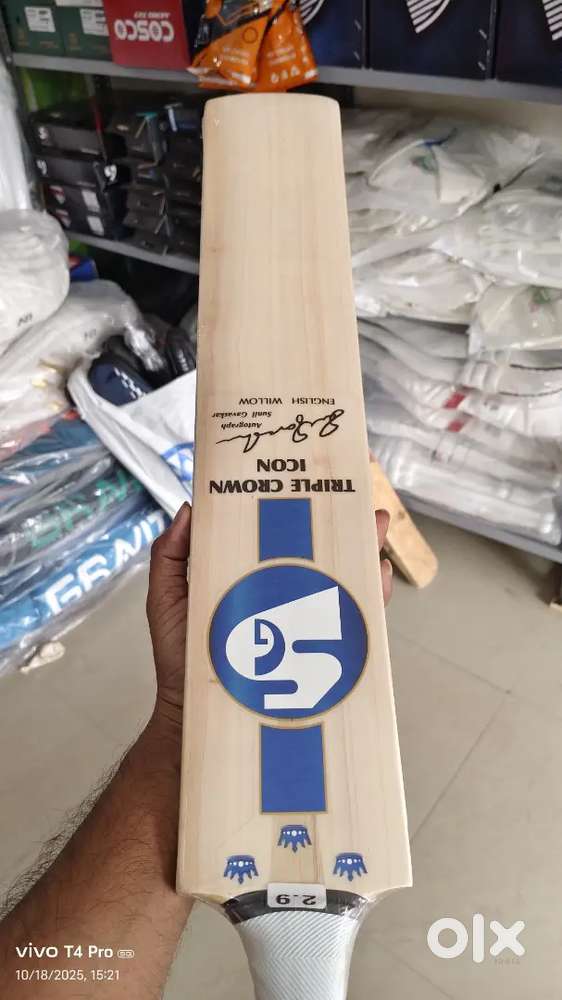 COSCO
ENGLISH WILLOW
Sunil Gavaskar
Autograph
TRIPLE CROWN
ICON
SG
2.9
vivo T4 Pro 5G
10/18/2025, 15:21
olx